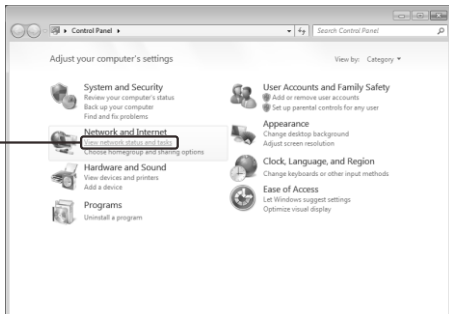 Control Panel
Search Control Panel
Adjust your computer's settings
View by: Category
System and Security
Review your computer's status
Back up your computer
Find and fix problems
Network and Internet
View network status and tasks
Choose homegroup and sharing options
Hardware and Sound
View devices and printers
Add a device
Programs
Uninstall a program
User Accounts and Family Safety
Add or remove user accounts
Set up parental controls for any user
Appearance
Change desktop background
Adjust screen resolution
Clock, Language, and Region
Change keyboards or other input methods
Ease of Access
Let Windows suggest settings
Optimize visual display